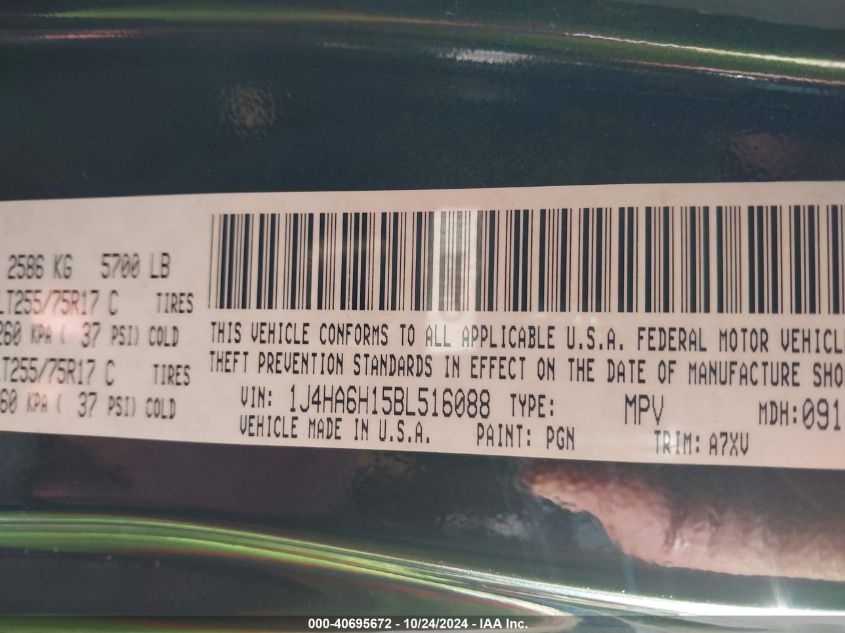 2586 KG 5700 LB
LT255/75R17 C TIRES
260 KPA ( 37 PSI) COLD
LT255/75R17 C TIRES
60 KPA ( 37 PSI) COLD
THIS VEHICLE CONFORMS TO ALL APPLICABLE U.S.A. FEDERAL MOTOR VEHICLE
THEFT PREVENTION STANDARDS IN EFFECT ON THE DATE OF MANUFACTURE SHO
VIN: 1J4HA6H15BL516088 TYPE: MPV MDH:091
VEHICLE MADE IN U.S.A. PAINT: PGN TRIM: A7XV
000-40695672 / 10/24/2024 - IAA Inc.